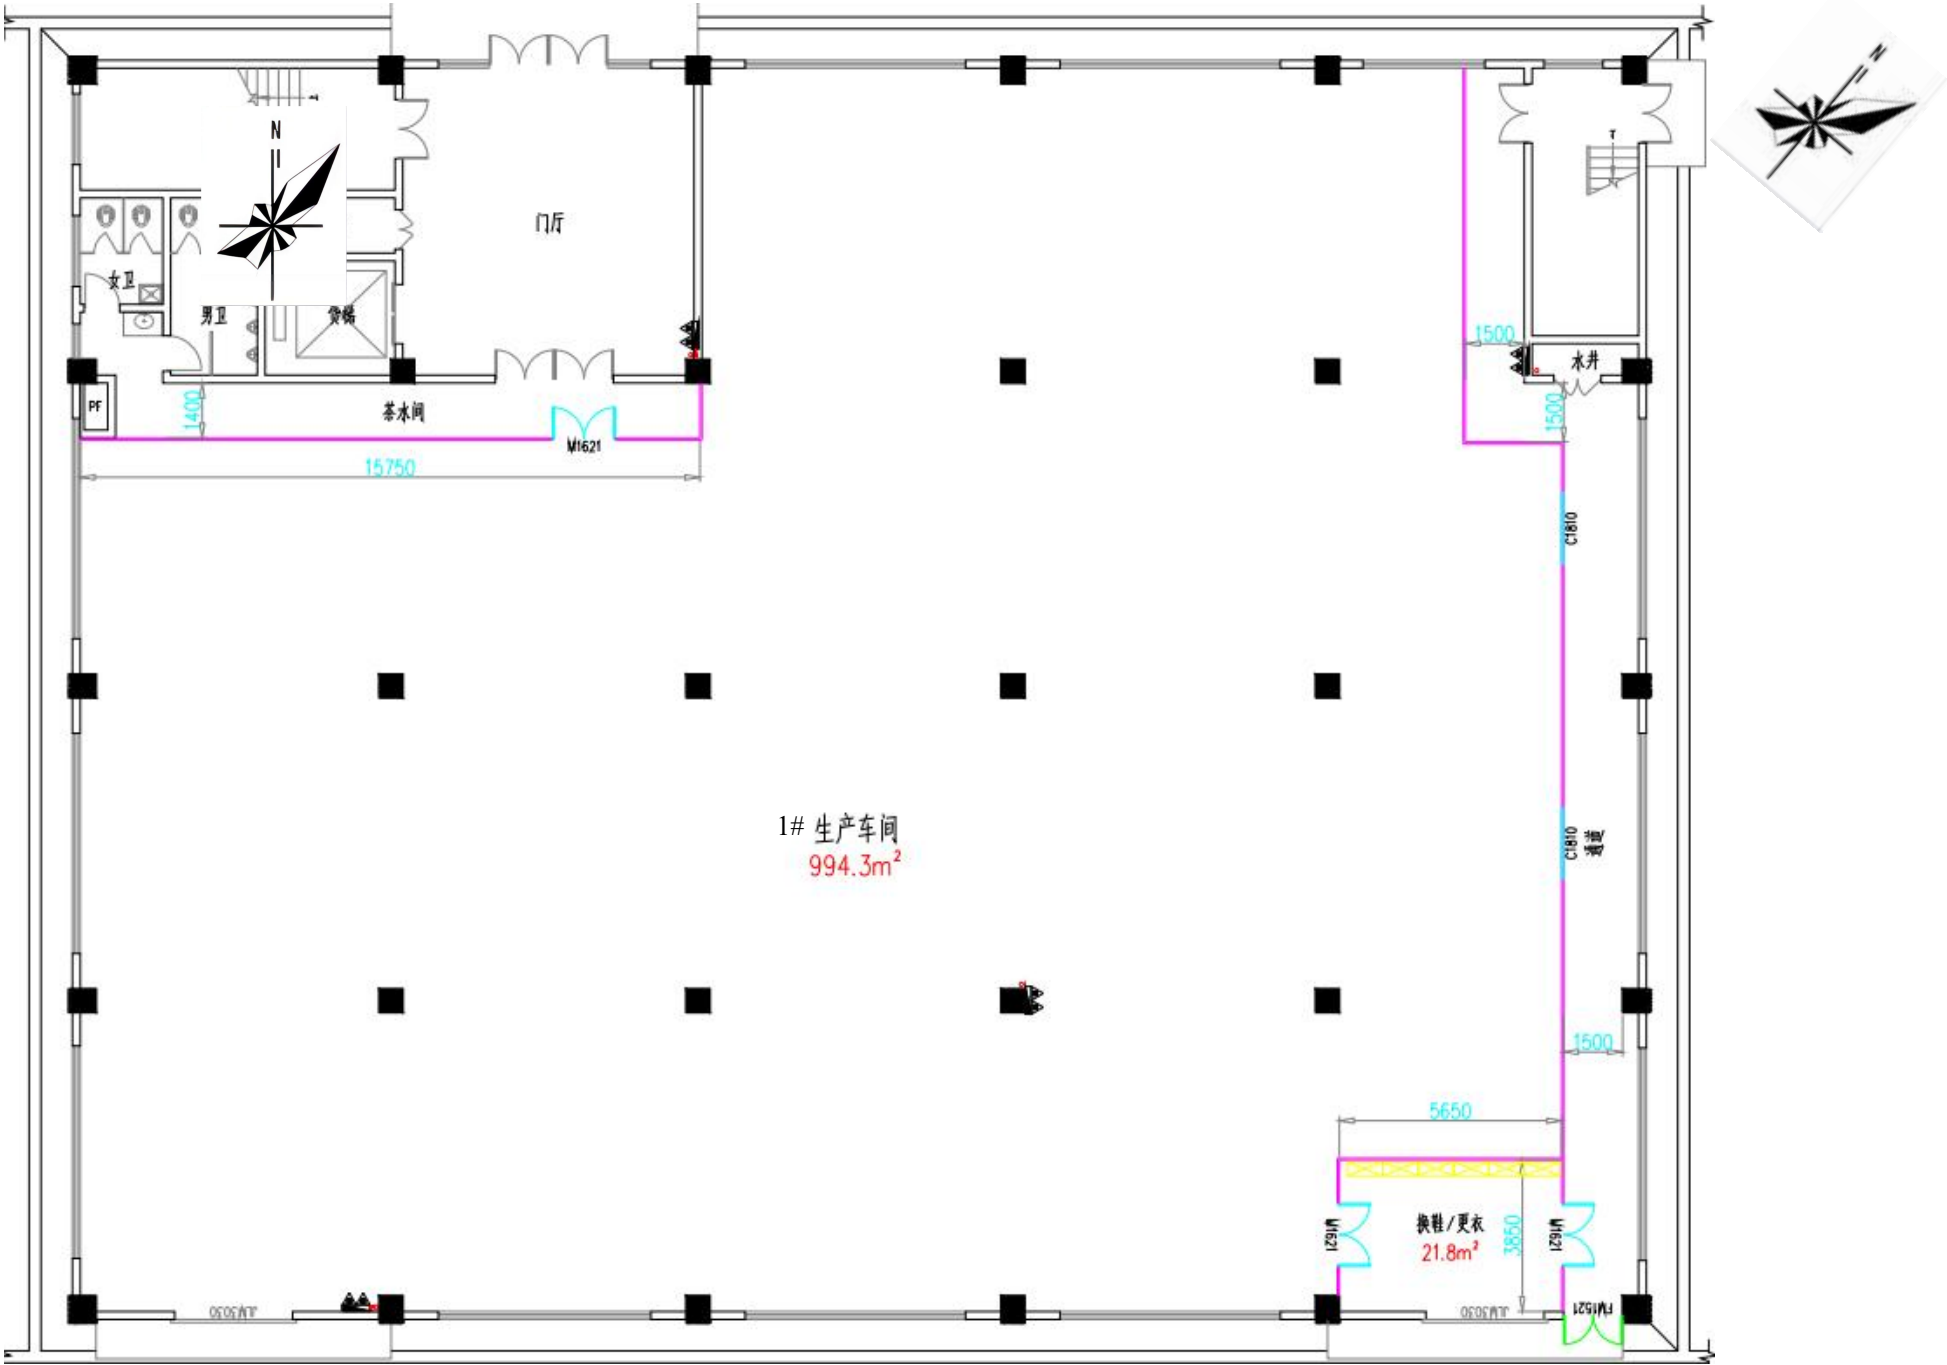 N
N
门厅
女卫
男卫
货梯
1500
水井
PF
1400
茶水间
1500
M1621
15750
C1810
1# 生产车间
994.3m²
C1810
通道
1500
5650
换鞋/更衣
21.8m²
3850
M1621
M1621
JLM3030
JLM3030
FM1521